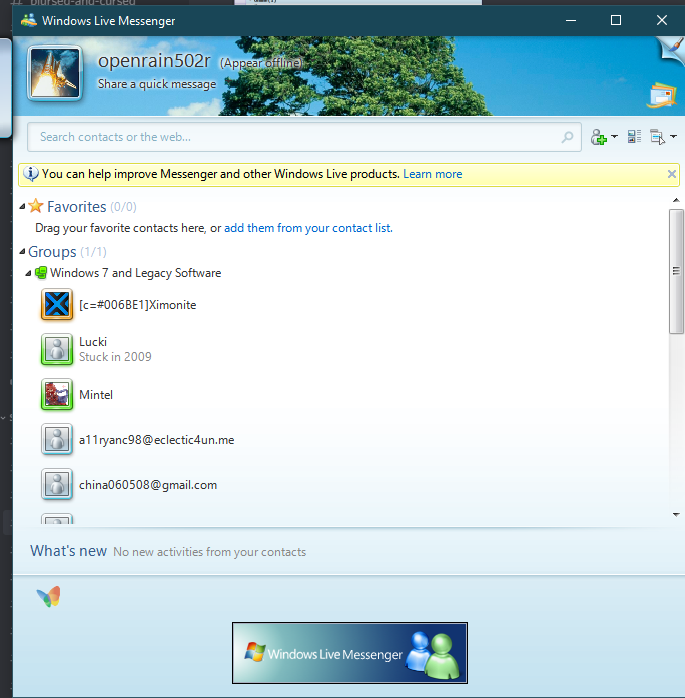 # blursed-and-cursed
Windows Live Messenger
openrain502r (Appear offline)
Share a quick message
Search contacts or the web...
You can help improve Messenger and other Windows Live products. Learn more
Favorites (0/0)
Drag your favorite contacts here, or add them from your contact list.
Groups (1/1)
Windows 7 and Legacy Software
[c=#006BE1]Ximonite
Lucki
Stuck in 2009
Mintel
a11ryanc98@eclectic4un.me
china060508@gmail.com
What's new No new activities from your contacts
Windows Live Messenger